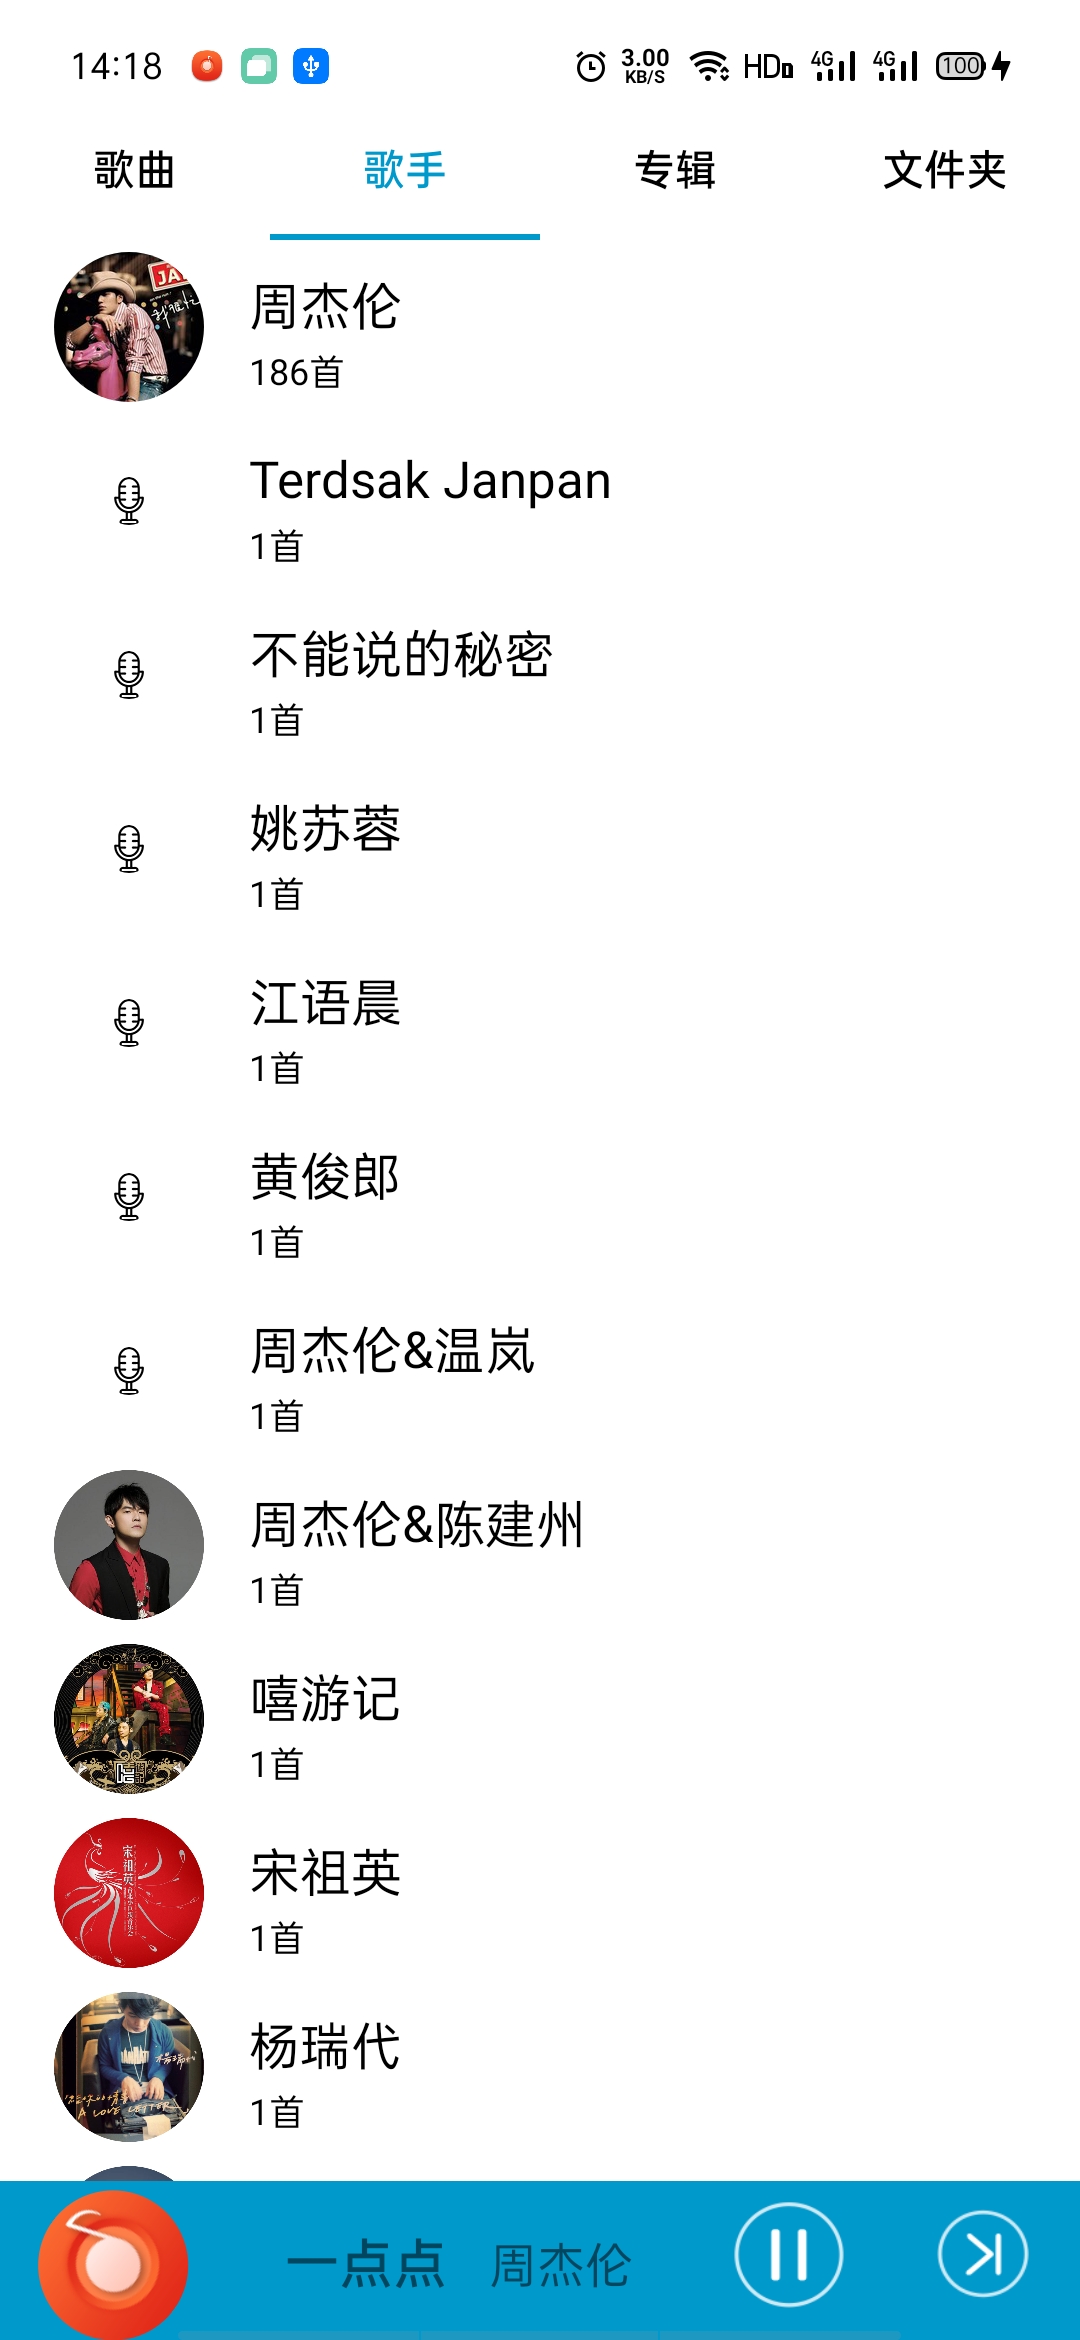 14:18 3.00 KB/S HD 4G 4G 100
歌曲 歌手 专辑 文件夹
周杰伦
186首
Terdsak Janpan
1首
不能说的秘密
1首
姚苏蓉
1首
江语晨
1首
黄俊郎
1首
周杰伦&温岚
1首
周杰伦&陈建州
1首
嘻游记
1首
宋祖英
1首
杨瑞代
1首
A LOVE LETTER
一点点 周杰伦